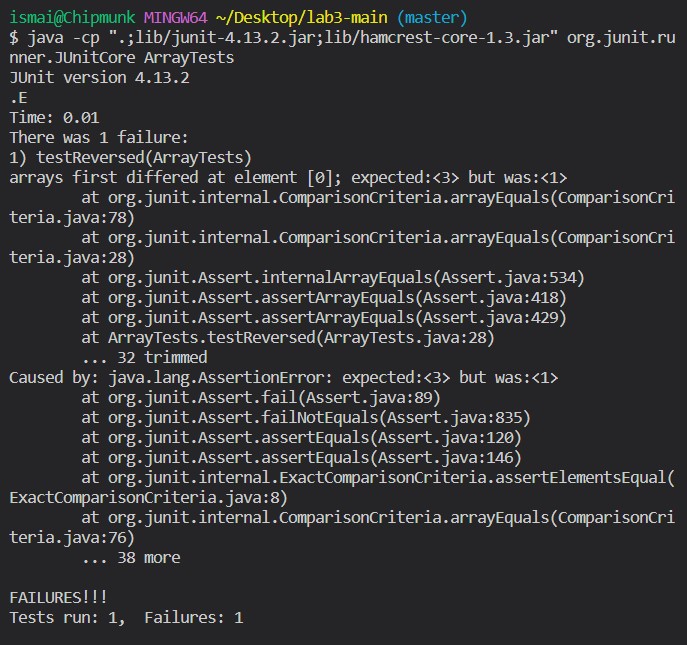 ismai@Chipmunk MINGW64 ~/Desktop/lab3-main (master)
$ java -cp ".;lib/junit-4.13.2.jar;lib/hamcrest-core-1.3.jar" org.junit.ru
nner.JUnitCore ArrayTests
JUnit version 4.13.2
.E
Time: 0.01
There was 1 failure:
1) testReversed(ArrayTests)
arrays first differed at element [0]; expected:<3> but was:<1>
        at org.junit.internal.ComparisonCriteria.arrayEquals(ComparisonCri
teria.java:78)
        at org.junit.internal.ComparisonCriteria.arrayEquals(ComparisonCri
teria.java:28)
        at org.junit.Assert.internalArrayEquals(Assert.java:534)
        at org.junit.Assert.assertArrayEquals(Assert.java:418)
        at org.junit.Assert.assertArrayEquals(Assert.java:429)
        at ArrayTests.testReversed(ArrayTests.java:28)
        ... 32 trimmed
Caused by: java.lang.AssertionError: expected:<3> but was:<1>
        at org.junit.Assert.fail(Assert.java:89)
        at org.junit.Assert.failNotEquals(Assert.java:835)
        at org.junit.Assert.assertEquals(Assert.java:120)
        at org.junit.Assert.assertEquals(Assert.java:146)
        at org.junit.internal.ExactComparisonCriteria.assertElementsEqual(
ExactComparisonCriteria.java:8)
        at org.junit.internal.ComparisonCriteria.arrayEquals(ComparisonCri
teria.java:76)
        ... 38 more

FAILURES!!!
Tests run: 1,  Failures: 1